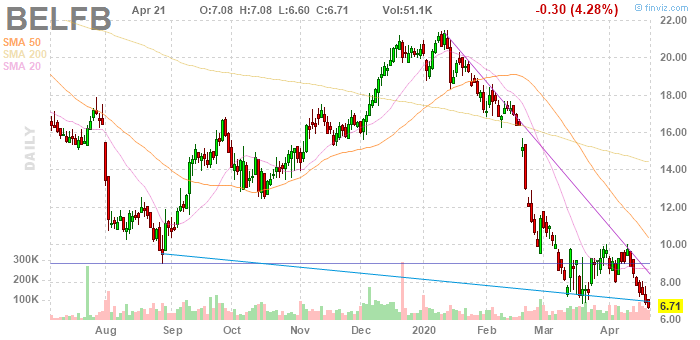 BELFB
Apr 21 O:7.08 H:7.08 L:6.60 C:6.71 Vol:51.1K -0.30 (4.28%)
© finviz.com
SMA 50
SMA 200
SMA 20
DAILY
22.00
20.00
18.00
16.00
14.00
12.00
10.00
8.00
6.71
6.00
300K
200K
100K
Aug Sep Oct Nov Dec 2020 Feb Mar Apr